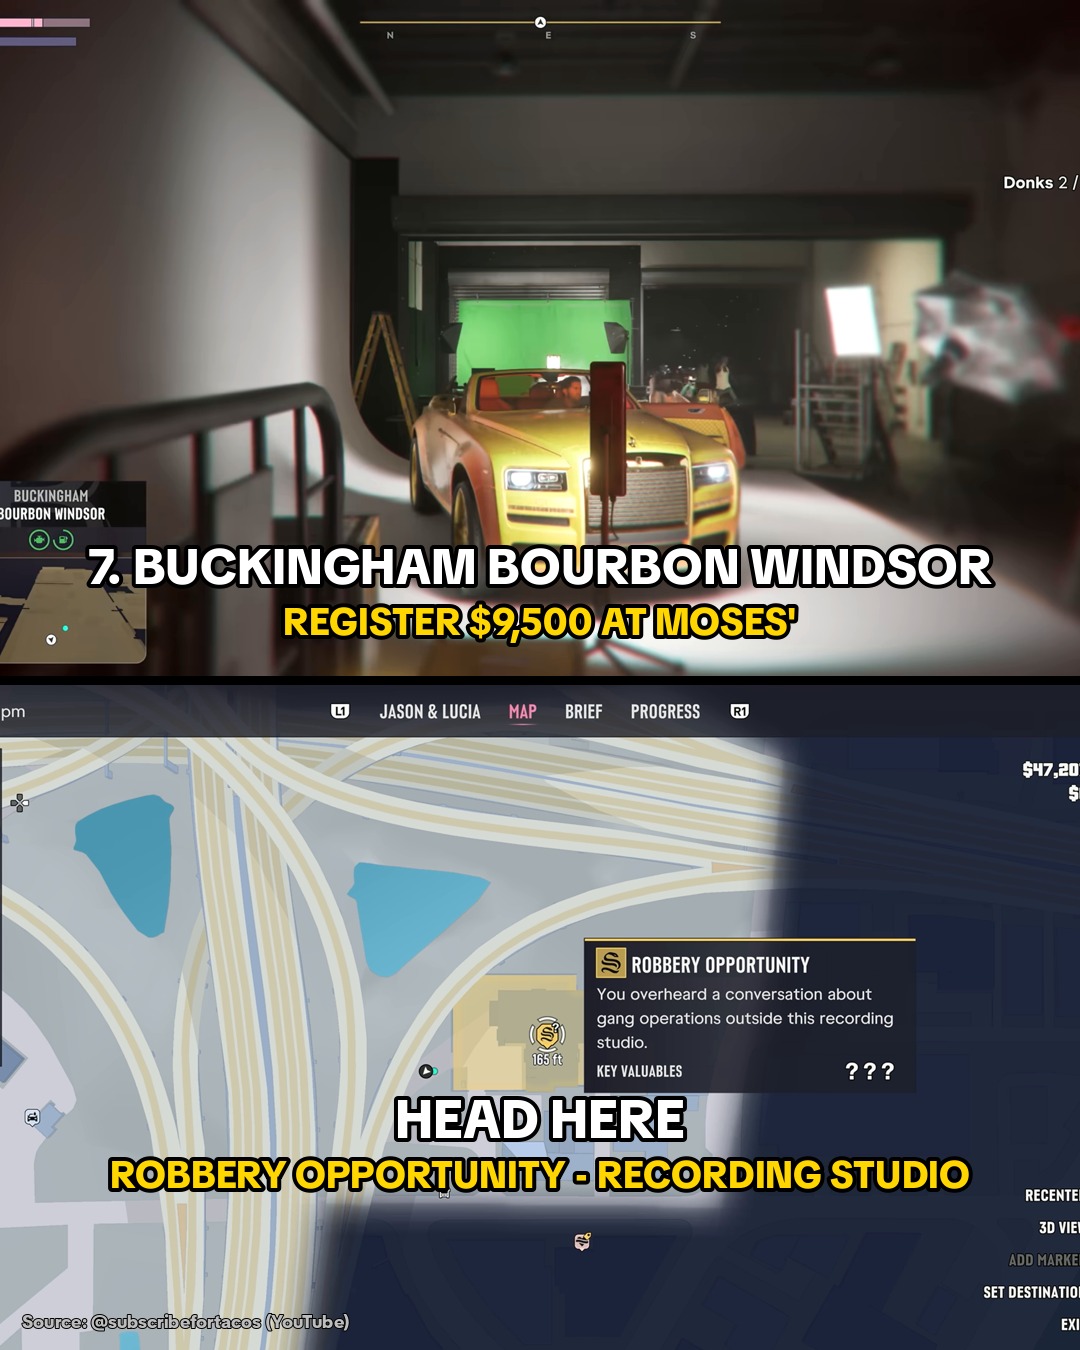 N E S
Donks 2 /
BUCKINGHAM
BOURBON WINDSOR
7. BUCKINGHAM BOURBON WINDSOR
REGISTER $9,500 AT MOSES'
pm
L1 JASON & LUCIA MAP BRIEF PROGRESS R1
$47,20
ROBBERY OPPORTUNITY
You overheard a conversation about
gang operations outside this recording
studio.
165 ft
KEY VALUABLES ???
HEAD HERE
ROBBERY OPPORTUNITY - RECORDING STUDIO
RECENTE
3D VIE
ADD MARKE
SET DESTINATIO
EXI
Source: @subscribefortacos (YouTube)